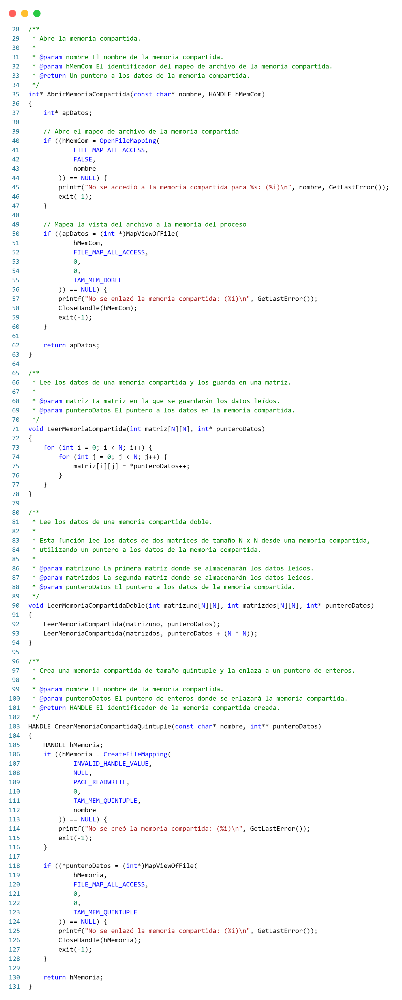 28 /**
29  * Abre la memoria compartida.
30  *
31  * @param nombre El nombre de la memoria compartida.
32  * @param hMemCom El identificador del mapeo de archivo de la memoria compartida.
33  * @return Un puntero a los datos de la memoria compartida.
34  */
35 int* AbrirMemoriaCompartida(const char* nombre, HANDLE hMemCom)
36 {
37     int* apDatos;
38
39     // Abre el mapeo de archivo de la memoria compartida
40     if ((hMemCom = OpenFileMapping(
41             FILE_MAP_ALL_ACCESS,
42             FALSE,
43             nombre
44         )) == NULL) {
45         printf("No se accedió a la memoria compartida para %s: (%i)\n", nombre, GetLastError());
46         exit(-1);
47     }
48
49     // Mapea la vista del archivo a la memoria del proceso
50     if ((apDatos = (int *)MapViewOfFile(
51             hMemCom,
52             FILE_MAP_ALL_ACCESS,
53             0,
54             0,
55             TAM_MEM_DOBLE
56         )) == NULL) {
57         printf("No se enlazó la memoria compartida: (%i)\n", GetLastError());
58         CloseHandle(hMemCom);
59         exit(-1);
60     }
61
62     return apDatos;
63 }
64
65 /**
66  * Lee los datos de una memoria compartida y los guarda en una matriz.
67  *
68  * @param matriz La matriz en la que se guardarán los datos leídos.
69  * @param punteroDatos El puntero a los datos en la memoria compartida.
70  */
71 void LeerMemoriaCompartida(int matriz[N][N], int* punteroDatos)
72 {
73     for (int i = 0; i < N; i++) {
74         for (int j = 0; j < N; j++) {
75             matriz[i][j] = *punteroDatos++;
76         }
77     }
78 }
79
80 /**
81  * Lee los datos de una memoria compartida doble.
82  *
83  * Esta función lee los datos de dos matrices de tamaño N x N desde una memoria compartida,
84  * utilizando un puntero a los datos de la memoria compartida.
85  *
86  * @param matrizuno La primera matriz donde se almacenarán los datos leídos.
87  * @param matrizdos La segunda matriz donde se almacenarán los datos leídos.
88  * @param punteroDatos El puntero a los datos de la memoria compartida.
89  */
90 void LeerMemoriaCompartidaDoble(int matrizuno[N][N], int matrizdos[N][N], int* punteroDatos)
91 {
92     LeerMemoriaCompartida(matrizuno, punteroDatos);
93     LeerMemoriaCompartida(matrizdos, punteroDatos + (N * N));
94 }
95
96 /**
97  * Crea una memoria compartida de tamaño quintuple y la enlaza a un puntero de enteros.
98  *
99  * @param nombre El nombre de la memoria compartida.
100  * @param punteroDatos El puntero de enteros donde se enlazará la memoria compartida.
101  * @return HANDLE El identificador de la memoria compartida creada.
102  */
103 HANDLE CrearMemoriaCompartidaQuintuple(const char* nombre, int** punteroDatos)
104 {
105     HANDLE hMemoria;
106     if ((hMemoria = CreateFileMapping(
107             INVALID_HANDLE_VALUE,
108             NULL,
109             PAGE_READWRITE,
110             0,
111             TAM_MEM_QUINTUPLE,
112             nombre
113         )) == NULL) {
114         printf("No se creó la memoria compartida: (%i)\n", GetLastError());
115         exit(-1);
116     }
117
118     if ((*punteroDatos = (int*)MapViewOfFile(
119             hMemoria,
120             FILE_MAP_ALL_ACCESS,
121             0,
122             0,
123             TAM_MEM_QUINTUPLE
124         )) == NULL) {
125         printf("No se enlazó la memoria compartida: (%i)\n", GetLastError());
126         CloseHandle(hMemoria);
127         exit(-1);
128     }
129
130     return hMemoria;
131 }